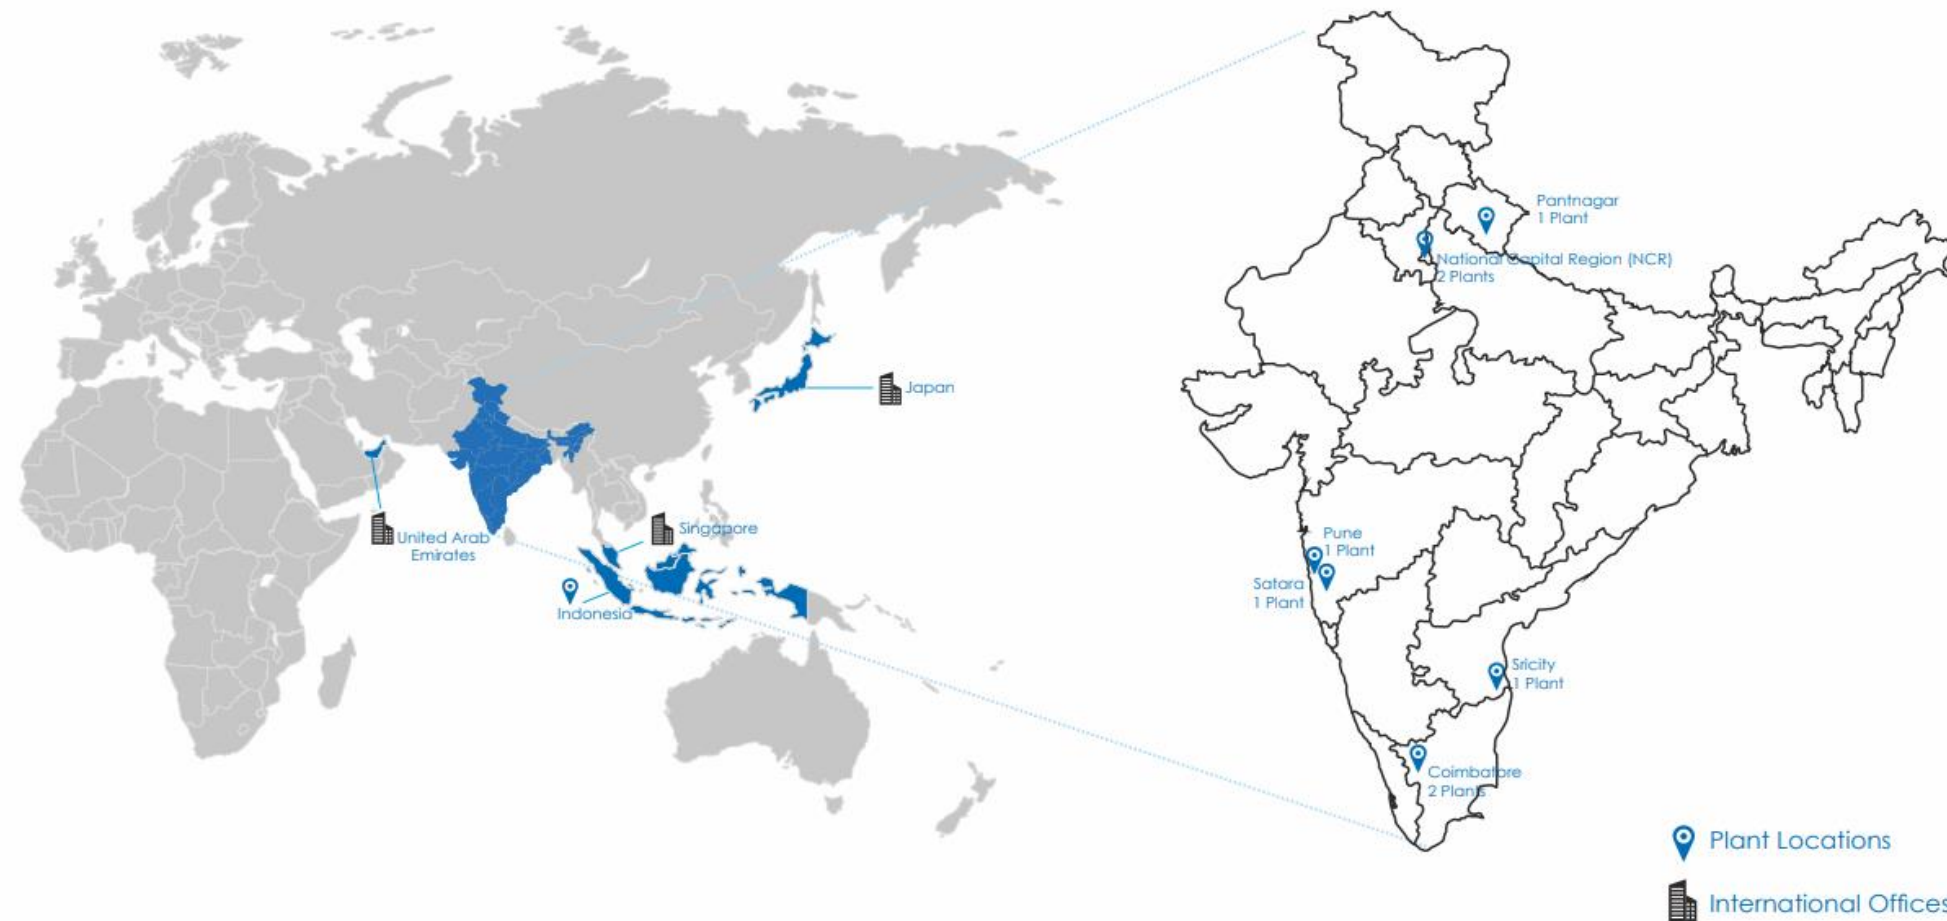 Japan
United Arab
Emirates
Singapore
Indonesia
Pantnagar
1 Plant
National Capital Region (NCR)
2 Plants
Pune
1 Plant
Satara
1 Plant
Sricity
1 Plant
Coimbatore
2 Plants
Plant Locations
International Offices